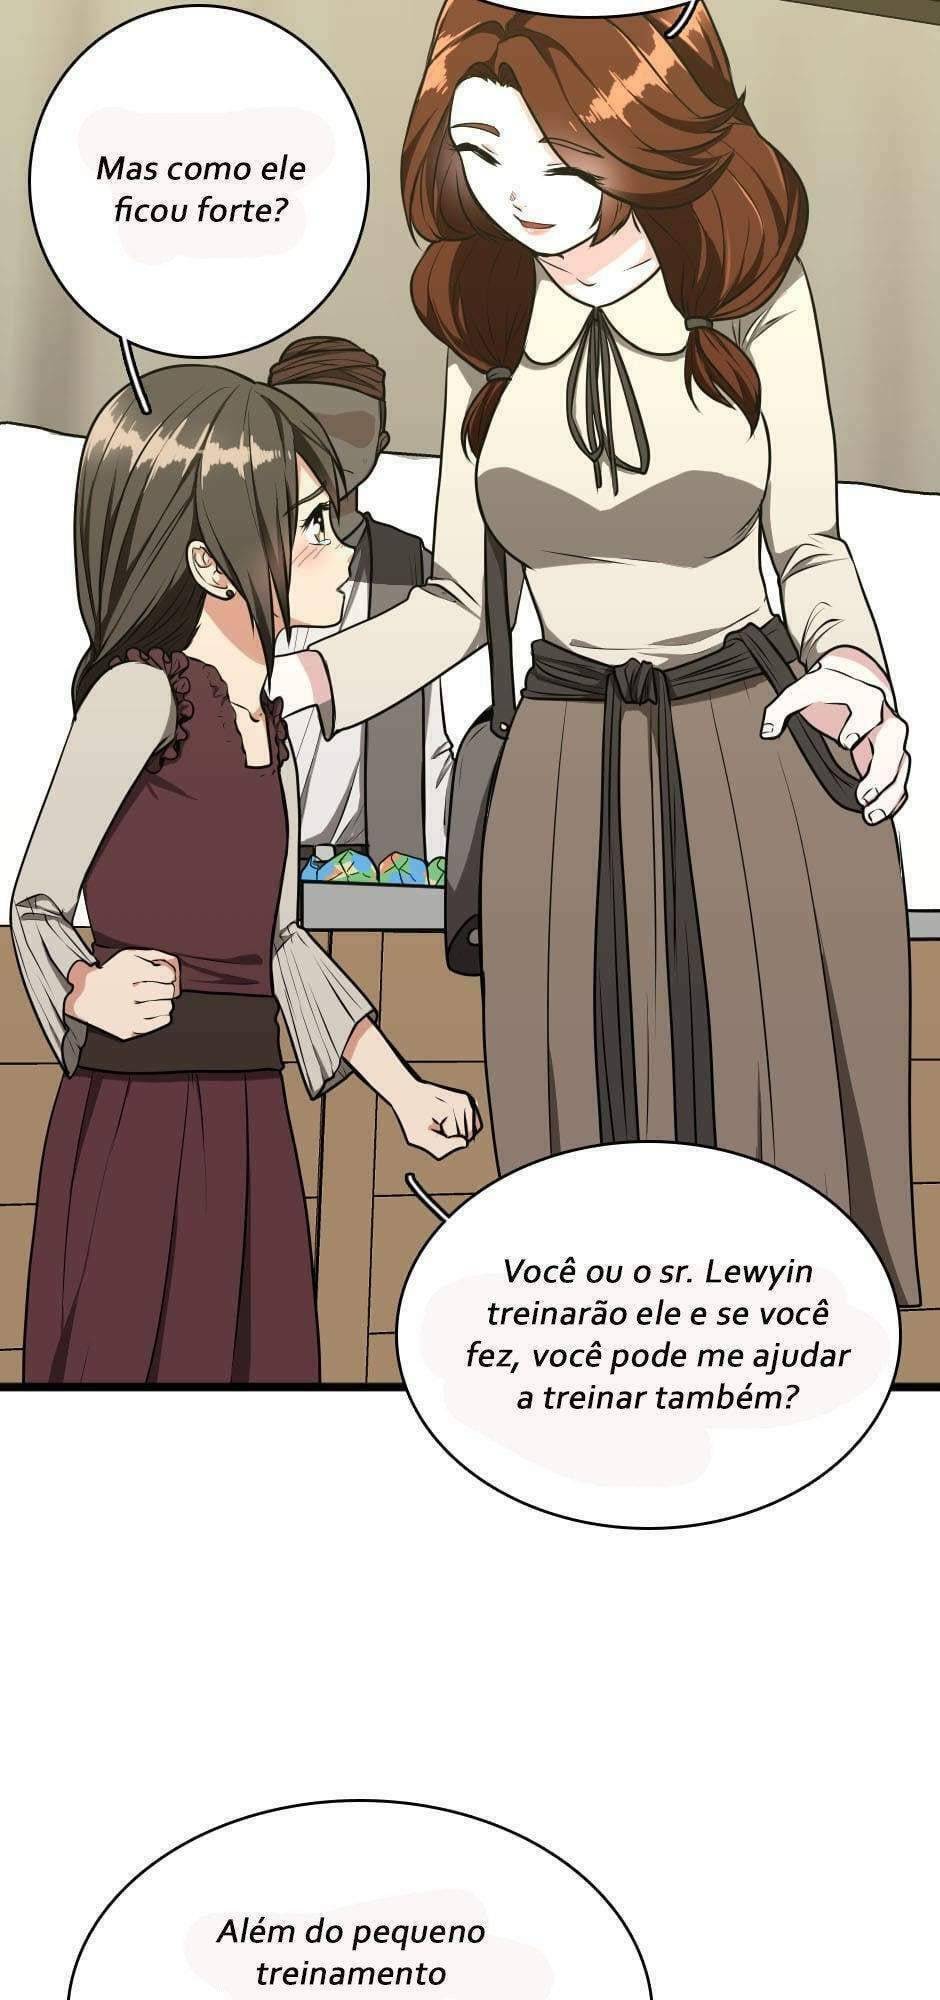 Mas como ele
ficou forte?
Você ou o sr. Lewyin
treinarão ele e se você
fez, você pode me ajudar
a treinar também?
Além do pequeno
treinamento